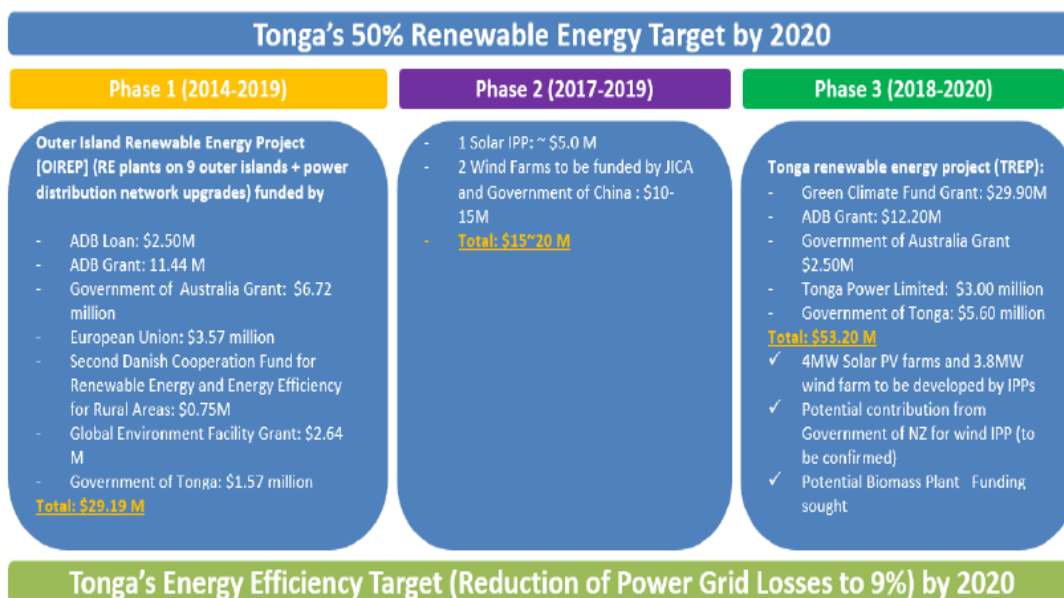 Tonga's 50% Renewable Energy Target by 2020
Phase 1 (2014-2019)
Outer Island Renewable Energy Project
[OIREP] (RE plants on 9 outer islands + power
distribution network upgrades) funded by
- ADB Loan: $2.50M
- ADB Grant: 11.44 M
- Government of Australia Grant: $6.72
million
- European Union: $3.57 million
- Second Danish Cooperation Fund for
Renewable Energy and Energy Efficiency
for Rural Areas: $0.75M
- Global Environment Facility Grant: $2.64
M
- Government of Tonga: $1.57 million
Total: $29.19 M
Phase 2 (2017-2019)
- 1 Solar IPP: ~ $5.0 M
- 2 Wind Farms to be funded by JICA
and Government of China : $10-
15M
- Total: $15~20 M
Phase 3 (2018-2020)
Tonga renewable energy project (TREP):
- Green Climate Fund Grant: $29.90M
- ADB Grant: $12.20M
- Government of Australia Grant
$2.50M
- Tonga Power Limited: $3.00 million
- Government of Tonga: $5.60 million
Total: $53.20 M
✓ 4MW Solar PV farms and 3.8MW
wind farm to be developed by IPPs
✓ Potential contribution from
Government of NZ for wind IPP (to
be confirmed)
✓ Potential Biomass Plant Funding
sought
Tonga's Energy Efficiency Target (Reduction of Power Grid Losses to 9%) by 2020